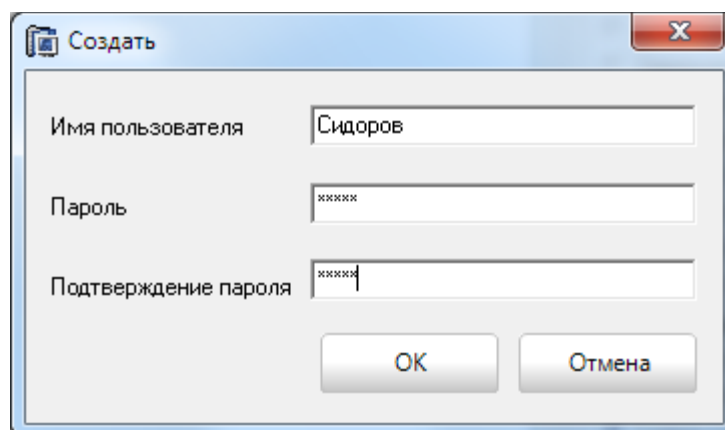 Создать
Имя пользователя Сидоров
Пароль *****
Подтверждение пароля *****
OK Отмена